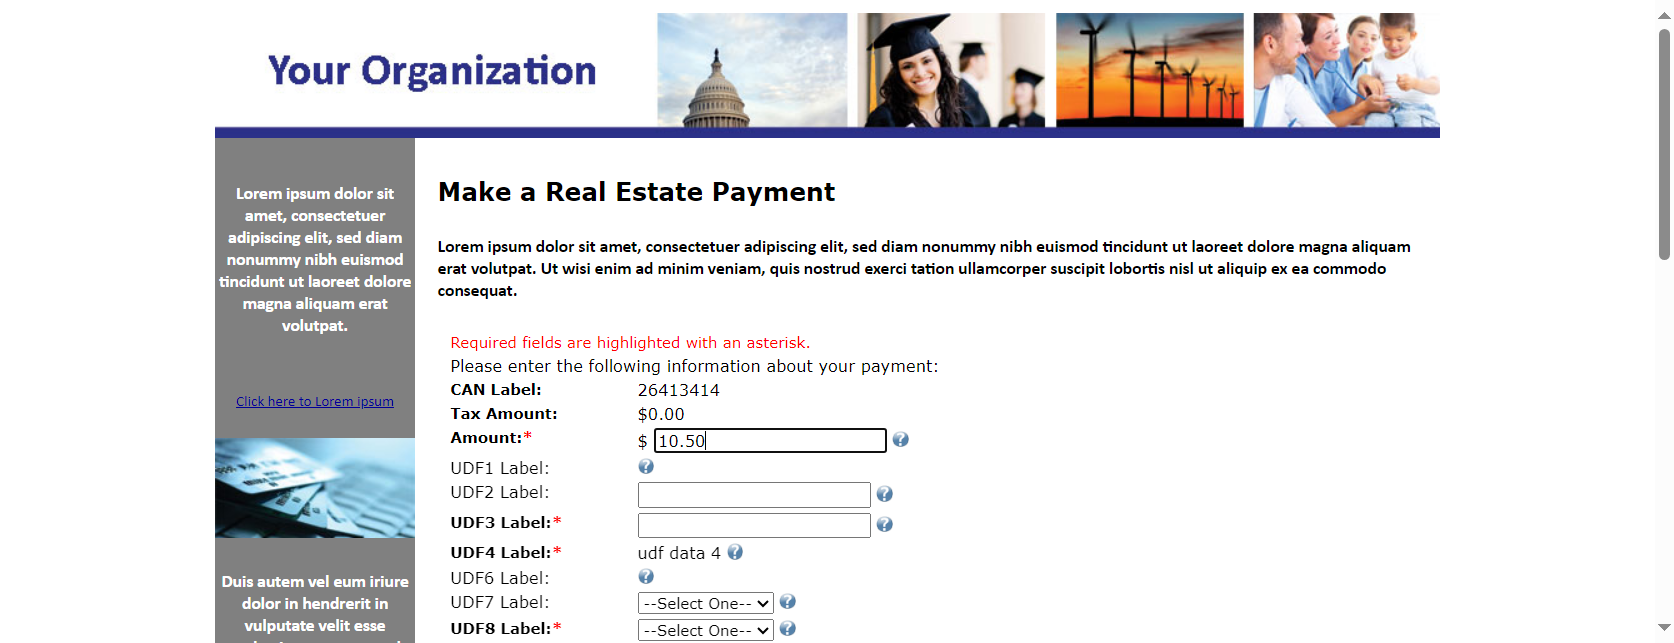 Your Organization
Lorem ipsum dolor sit
amet, consectetuer
adipiscing elit, sed diam
nonummy nibh euismod
tincidunt ut laoreet dolore
magna aliquam erat
volutpat.
Click here to Lorem ipsum
Duis autem vel eum iriure
dolor in hendrerit in
vulputate velit esse
Make a Real Estate Payment
Lorem ipsum dolor sit amet, consectetuer adipiscing elit, sed diam nonummy nibh euismod tincidunt ut laoreet dolore magna aliquam
erat volutpat. Ut wisi enim ad minim veniam, quis nostrud exerci tation ullamcorper suscipit lobortis nisl ut aliquip ex ea commodo
consequat.
Required fields are highlighted with an asterisk.
Please enter the following information about your payment:
CAN Label: 26413414
Tax Amount: $0.00
Amount:* $ 10.50 ?
UDF1 Label: ?
UDF2 Label: ?
UDF3 Label:* ?
UDF4 Label:* udf data 4 ?
UDF6 Label: ?
UDF7 Label: --Select One-- ?
UDF8 Label:* --Select One-- ?